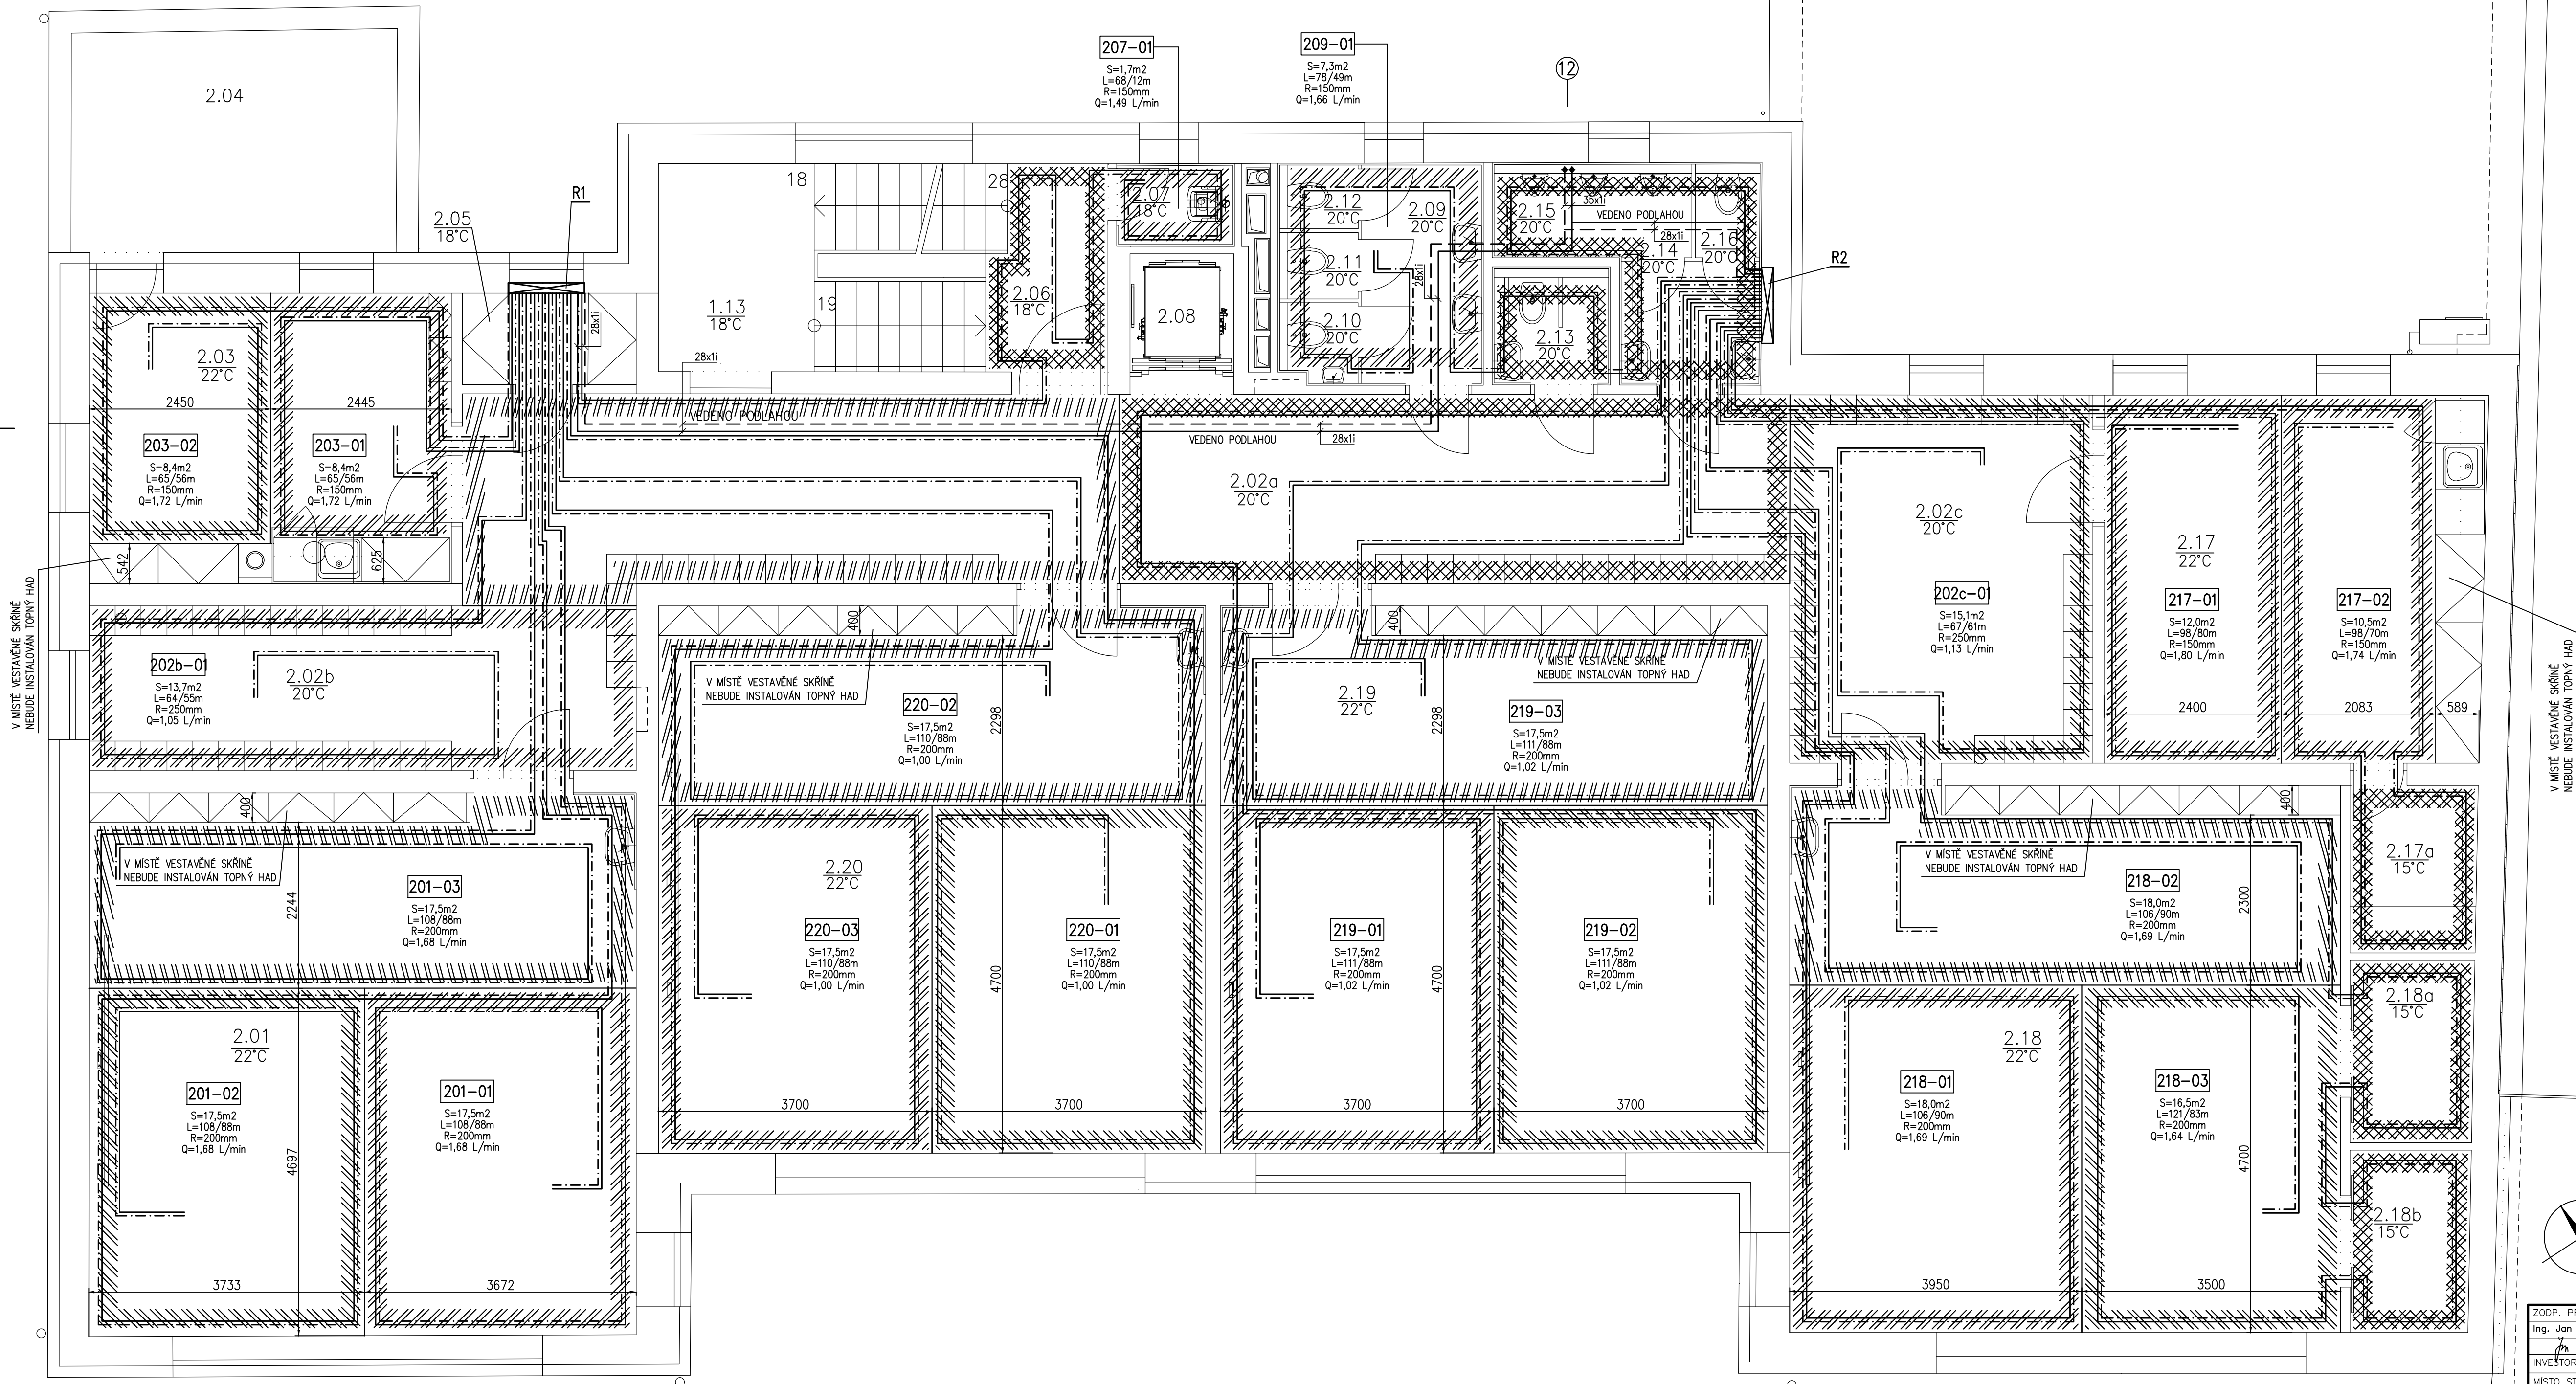 2.04
207-01
S=1,7m2
L=68/12m
R=150mm
Q=1,49 L/min
209-01
S=7,3m2
L=78/49m
R=150mm
Q=1,66 L/min
12
R1
R2
18
28
19
2.05
18°C
1.13
18°C
2.06
18°C
2.07
18°C
2.08
2.12
20°C
2.09
20°C
2.11
20°C
2.10
20°C
2.15
20°C
35x1i
VEDENO PODLAHOU
28x1i
2.14
20°C
2.16
20°C
2.13
20°C
28x1i
28x1i
28x1i
VEDENO PODLAHOU
VEDENO PODLAHOU
28x1i
2.03
22°C
2450
2445
203-02
S=8,4m2
L=65/56m
R=150mm
Q=1,72 L/min
203-01
S=8,4m2
L=65/56m
R=150mm
Q=1,72 L/min
542
625
V MÍSTĚ VESTAVĚNÉ SKŘÍNĚ
NEBUDE INSTALOVÁN TOPNÝ HAD
2.02a
20°C
2.02c
20°C
202c-01
S=15,1m2
L=67/61m
R=250mm
Q=1,13 L/min
2.17
22°C
217-01
S=12,0m2
L=98/80m
R=150mm
Q=1,80 L/min
217-02
S=10,5m2
L=98/70m
R=150mm
Q=1,74 L/min
2400
2083
589
V MÍSTĚ VESTAVĚNÉ SKŘÍNĚ
NEBUDE INSTALOVÁN TOPNÝ HAD
202b-01
S=13,7m2
L=64/55m
R=250mm
Q=1,05 L/min
2.02b
20°C
400
V MÍSTĚ VESTAVĚNÉ SKŘÍNĚ
NEBUDE INSTALOVÁN TOPNÝ HAD
220-02
S=17,5m2
L=110/88m
R=200mm
Q=1,00 L/min
2298
2.19
22°C
400
V MÍSTĚ VESTAVĚNÉ SKŘÍNĚ
NEBUDE INSTALOVÁN TOPNÝ HAD
219-03
S=17,5m2
L=111/88m
R=200mm
Q=1,02 L/min
2298
400
V MÍSTĚ VESTAVĚNÉ SKŘÍNĚ
NEBUDE INSTALOVÁN TOPNÝ HAD
201-03
S=17,5m2
L=108/88m
R=200mm
Q=1,68 L/min
2244
400
V MÍSTĚ VESTAVĚNÉ SKŘÍNĚ
NEBUDE INSTALOVÁN TOPNÝ HAD
218-02
S=18,0m2
L=106/90m
R=200mm
Q=1,69 L/min
2300
2.17a
15°C
2.20
22°C
220-03
S=17,5m2
L=110/88m
R=200mm
Q=1,00 L/min
220-01
S=17,5m2
L=110/88m
R=200mm
Q=1,00 L/min
4700
219-01
S=17,5m2
L=111/88m
R=200mm
Q=1,02 L/min
4700
219-02
S=17,5m2
L=111/88m
R=200mm
Q=1,02 L/min
2.18a
15°C
2.01
22°C
201-02
S=17,5m2
L=108/88m
R=200mm
Q=1,68 L/min
201-01
S=17,5m2
L=108/88m
R=200mm
Q=1,68 L/min
4697
2.18
22°C
218-01
S=18,0m2
L=106/90m
R=200mm
Q=1,69 L/min
218-03
S=16,5m2
L=121/83m
R=200mm
Q=1,64 L/min
4700
3700
3700
3700
3700
2.18b
15°C
3733
3672
3950
3500
ZODP.
Ing. Jan
INVESTOR
MÍSTO